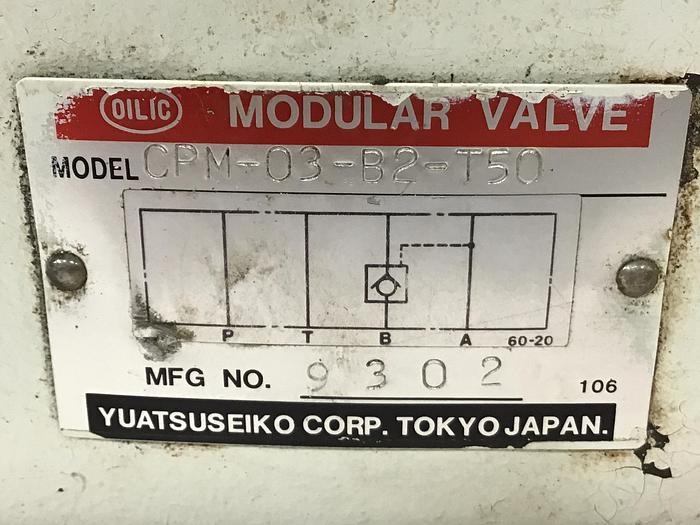 OILIC MODULAR VALVE
MODEL CPM-03-B2-T50
P T B A 60-20
MFG NO. 9302 106
YUATSUSEIKO CORP. TOKYO JAPAN.